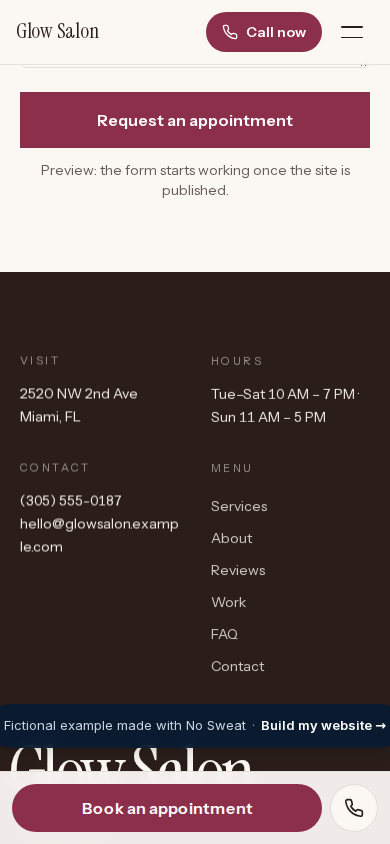 Glow Salon
Call now
Request an appointment
Preview: the form starts working once the site is
published.
VISIT
2520 NW 2nd Ave
Miami, FL
HOURS
Tue–Sat 10 AM – 7 PM ·
Sun 11 AM – 5 PM
CONTACT
(305) 555-0187
hello@glowsalon.examp
le.com
MENU
Services
About
Reviews
Work
FAQ
Contact
Fictional example made with No Sweat · Build my website →
Glow Salon
Book an appointment